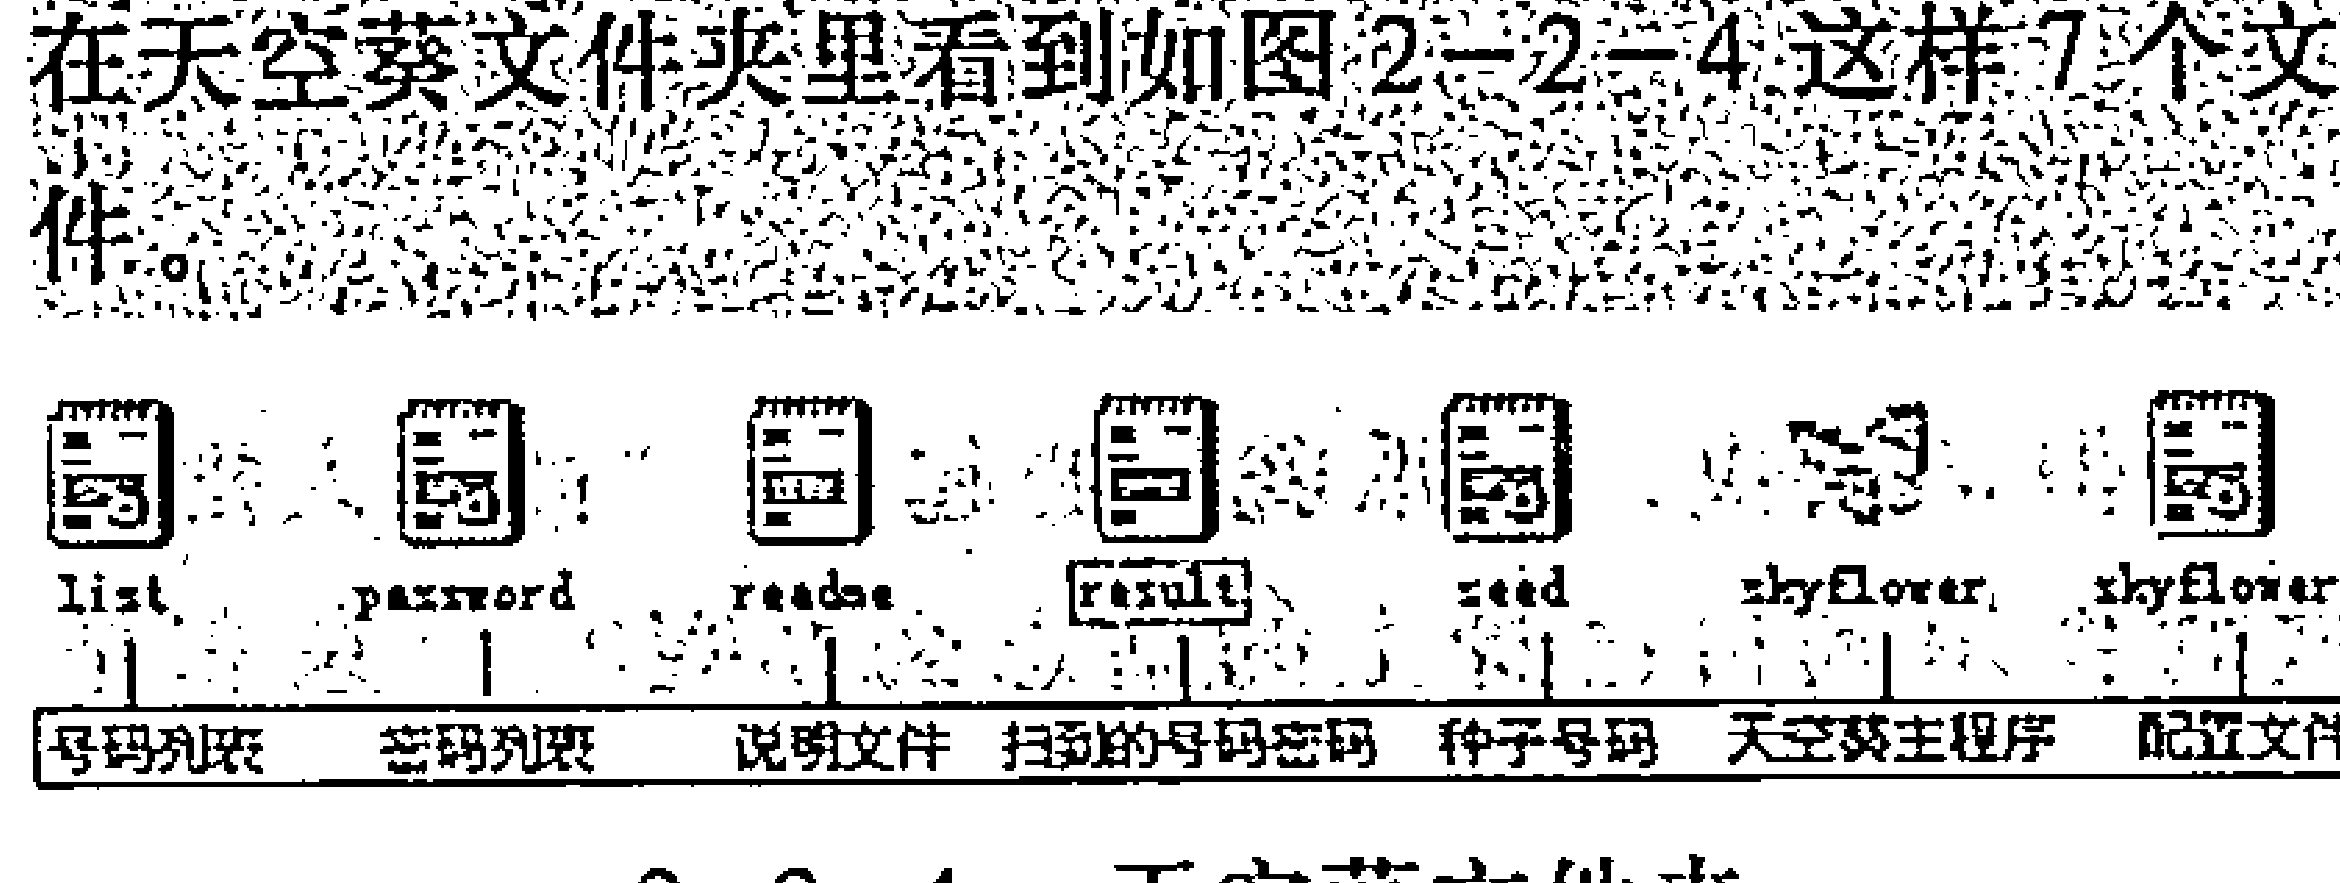 在天空葵文件夹里看到如图2-2-4这样7个文
件。
list password readme result seed skyflower skyflower
号码列表 密码列表 说明文件 扫到的号码密码 种子号码 天空葵主程序 配置文件